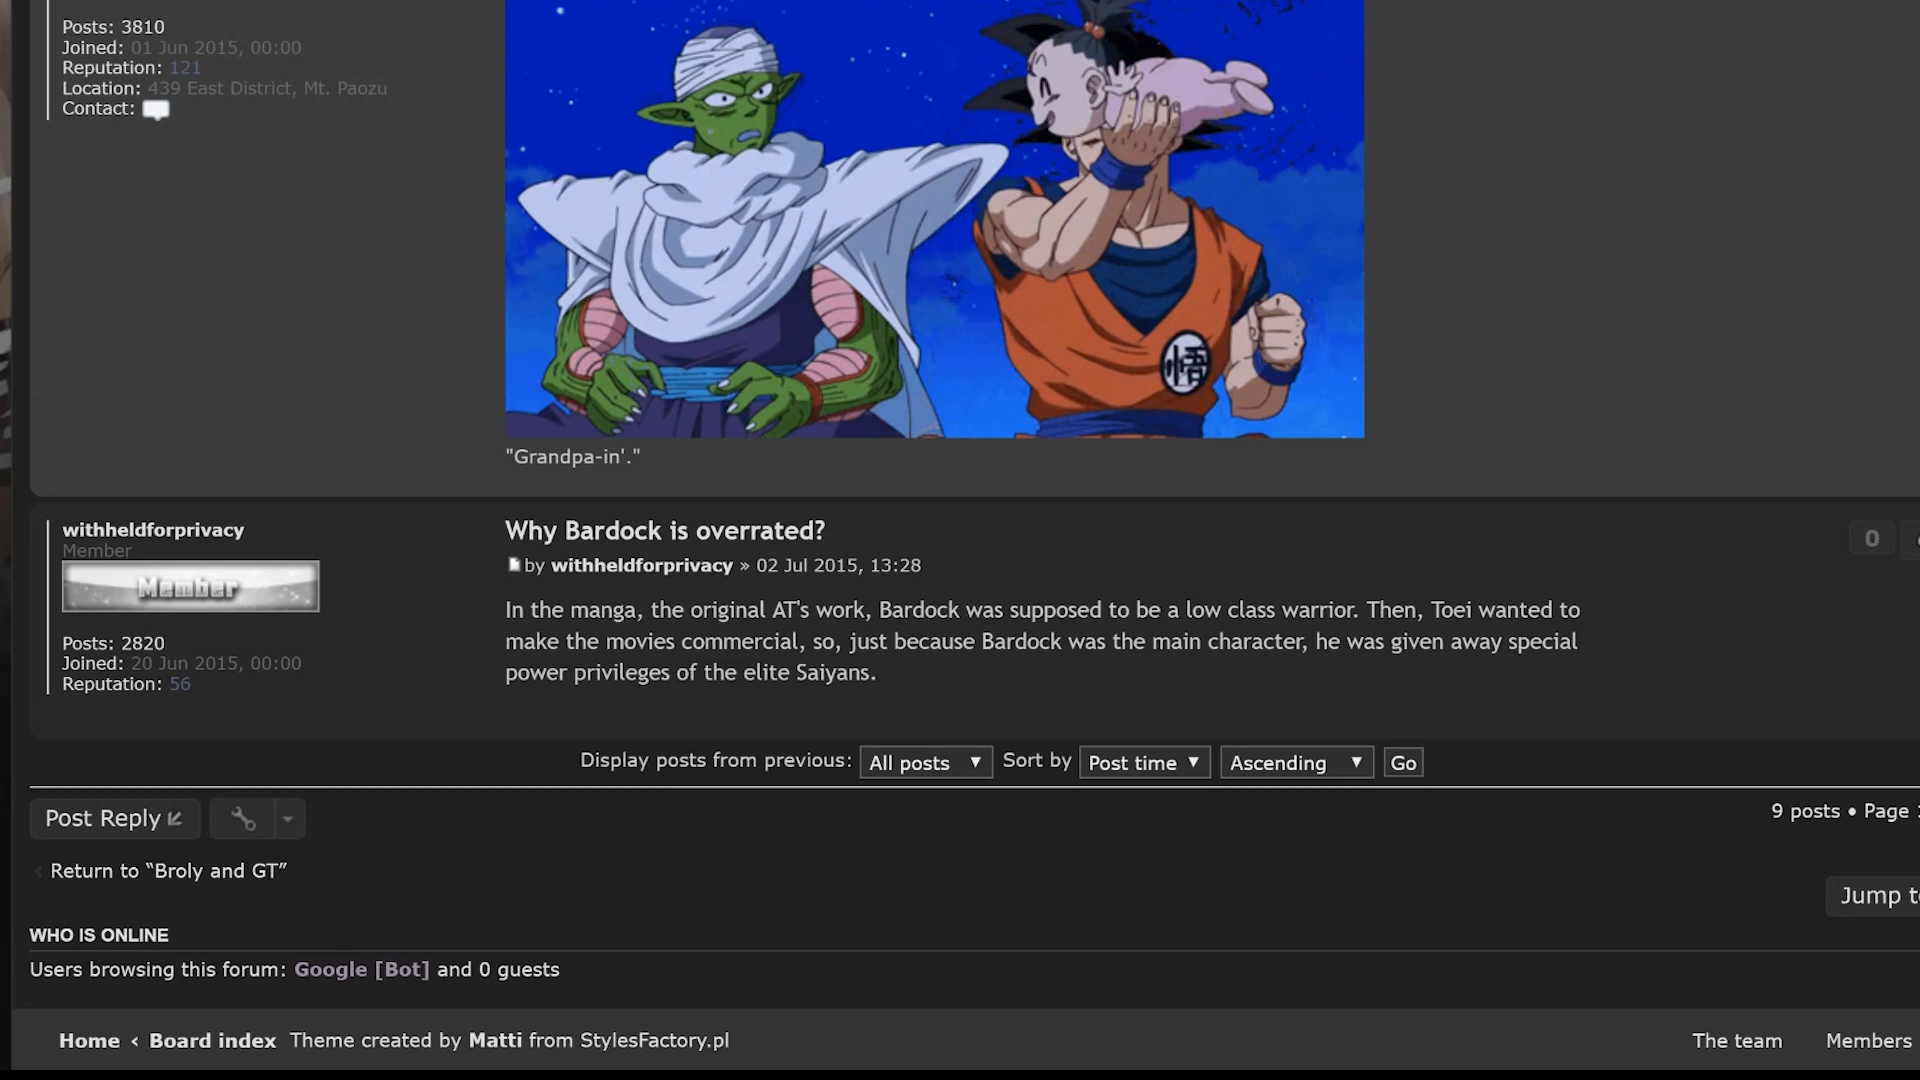 Posts: 3810
Joined: 01 Jun 2015, 00:00
Reputation: 121
Location: 439 East District, Mt. Paozu
Contact:
悟
"Grandpa-in'."
withheldforprivacy
Member
Member
Posts: 2820
Joined: 20 Jun 2015, 00:00
Reputation: 56
Why Bardock is overrated?
by withheldforprivacy » 02 Jul 2015, 13:28
0
In the manga, the original AT's work, Bardock was supposed to be a low class warrior. Then, Toei wanted to
make the movies commercial, so, just because Bardock was the main character, he was given away special
power privileges of the elite Saiyans.
Display posts from previous: All posts Sort by Post time Ascending Go
Post Reply
9 posts • Page
Return to “Broly and GT”
Jump
WHO IS ONLINE
Users browsing this forum: Google [Bot] and 0 guests
Home ‹ Board index Theme created by Matti from StylesFactory.pl
The team Members